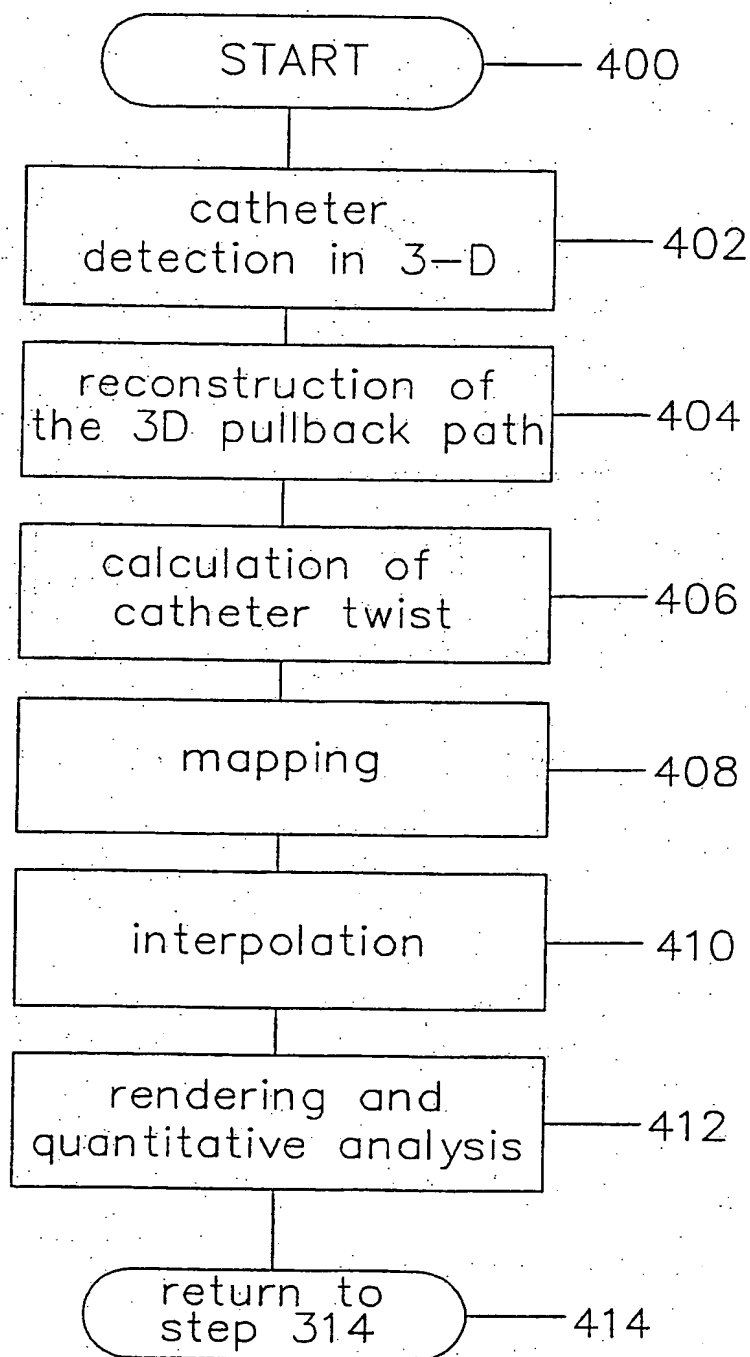 START
400
catheter
detection in 3-D
402
reconstruction of
the 3D pullback path
404
calculation of
catheter twist
406
mapping
408
interpolation
410
rendering and
quantitative analysis
412
return to
step 314
414